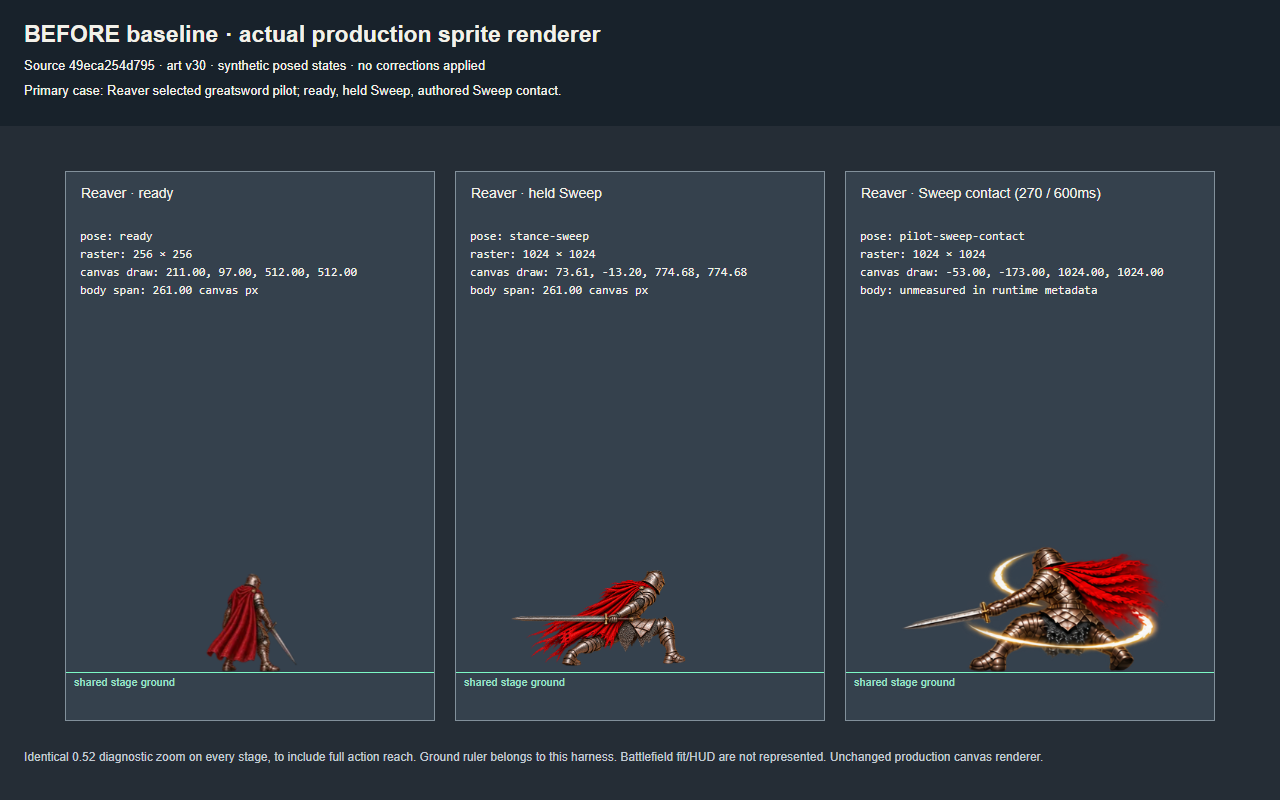 BEFORE baseline · actual production sprite renderer
Source 49eca254d795 · art v30 · synthetic posed states · no corrections applied
Primary case: Reaver selected greatsword pilot; ready, held Sweep, authored Sweep contact.
Reaver · ready
pose: ready
raster: 256 × 256
canvas draw: 211.00, 97.00, 512.00, 512.00
body span: 261.00 canvas px
shared stage ground
Reaver · held Sweep
pose: stance-sweep
raster: 1024 × 1024
canvas draw: 73.61, -13.20, 774.68, 774.68
body span: 261.00 canvas px
shared stage ground
Reaver · Sweep contact (270 / 600ms)
pose: pilot-sweep-contact
raster: 1024 × 1024
canvas draw: -53.00, -173.00, 1024.00, 1024.00
body: unmeasured in runtime metadata
shared stage ground
Identical 0.52 diagnostic zoom on every stage, to include full action reach. Ground ruler belongs to this harness. Battlefield fit/HUD are not represented. Unchanged production canvas renderer.